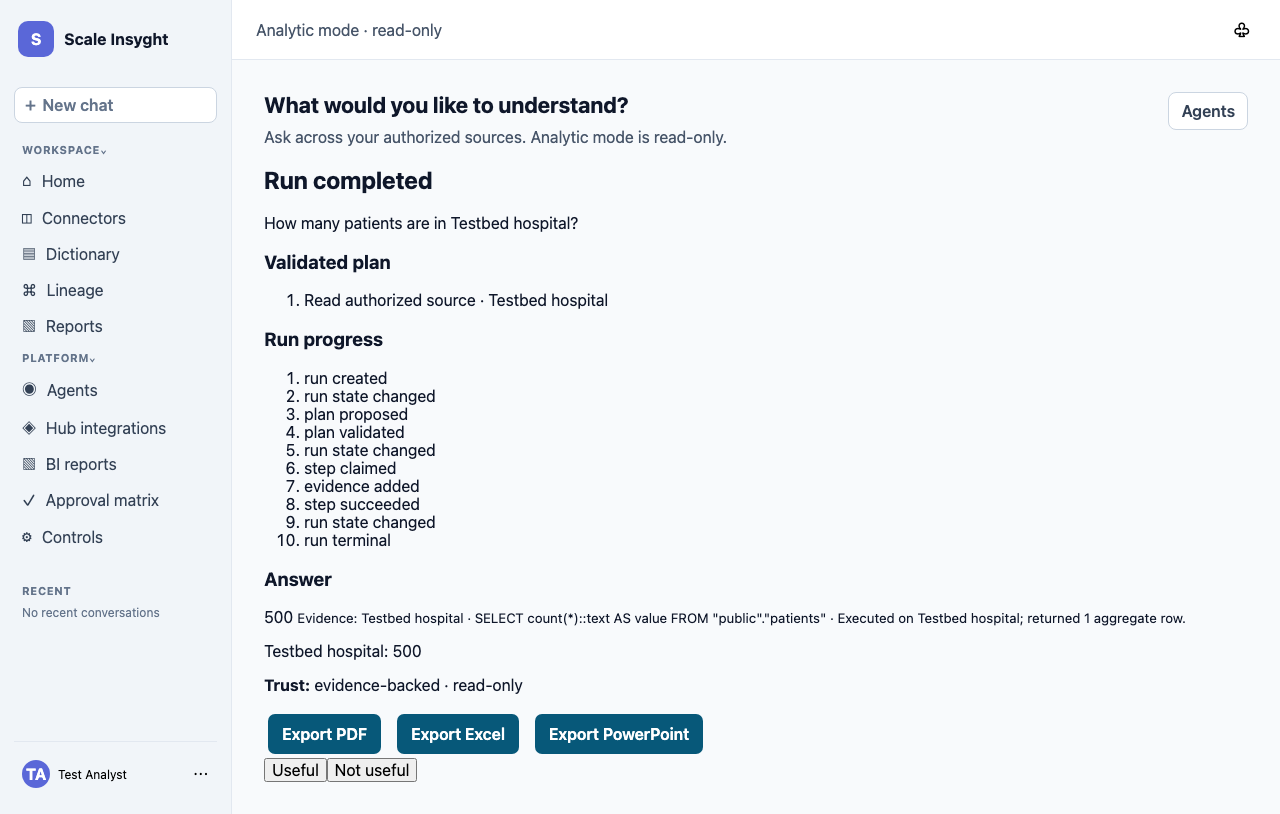 S Scale Insyght
+ New chat
WORKSPACE
Home
Connectors
Dictionary
Lineage
Reports
PLATFORM
Agents
Hub integrations
BI reports
Approval matrix
Controls
RECENT
No recent conversations
TA Test Analyst ...
Analytic mode · read-only
What would you like to understand?
Agents
Ask across your authorized sources. Analytic mode is read-only.
Run completed
How many patients are in Testbed hospital?
Validated plan
1. Read authorized source · Testbed hospital
Run progress
1. run created
2. run state changed
3. plan proposed
4. plan validated
5. run state changed
6. step claimed
7. evidence added
8. step succeeded
9. run state changed
10. run terminal
Answer
500 Evidence: Testbed hospital · SELECT count(*)::text AS value FROM "public"."patients" · Executed on Testbed hospital; returned 1 aggregate row.
Testbed hospital: 500
Trust: evidence-backed · read-only
Export PDF Export Excel Export PowerPoint
Useful Not useful